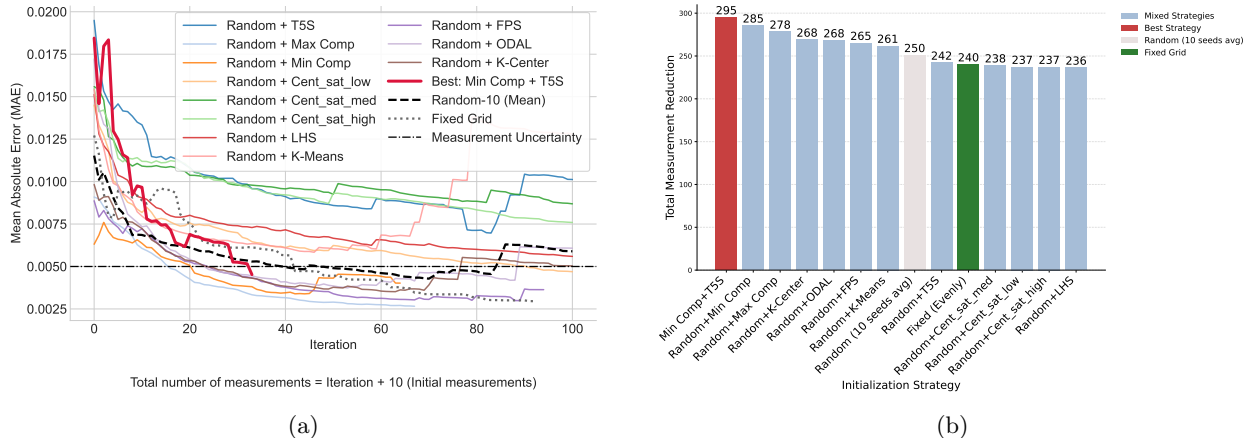 0.0200
0.0175
0.0150
0.0125
0.0100
0.0075
0.0050
0.0025
Mean Absolute Error (MAE)
Random + T5S
Random + Max Comp
Random + Min Comp
Random + Cent_sat_low
Random + Cent_sat_med
Random + Cent_sat_high
Random + LHS
Random + K-Means
Random + FPS
Random + ODAL
Random + K-Center
Best: Min Comp + T5S
Random-10 (Mean)
Fixed Grid
Measurement Uncertainty
0 20 40 60 80 100
Iteration
Total number of measurements = Iteration + 10 (Initial measurements)
(a)
300
250
200
150
100
50
0
Total Measurement Reduction
295 285 278 268 268 265 261 250 242 240 238 237 237 236
Min Comp+T5S
Random+Min Comp
Random+Max Comp
Random+K-Center
Random+ODAL
Random+FPS
Random+K-Means
Random (10 seeds avg)
Random+T5S
Fixed (Evenly)
Random+Cent_sat_med
Random+Cent_sat_low
Random+Cent_sat_high
Random+LHS
Initialization Strategy
Mixed Strategies
Best Strategy
Random (10 seeds avg)
Fixed Grid
(b)